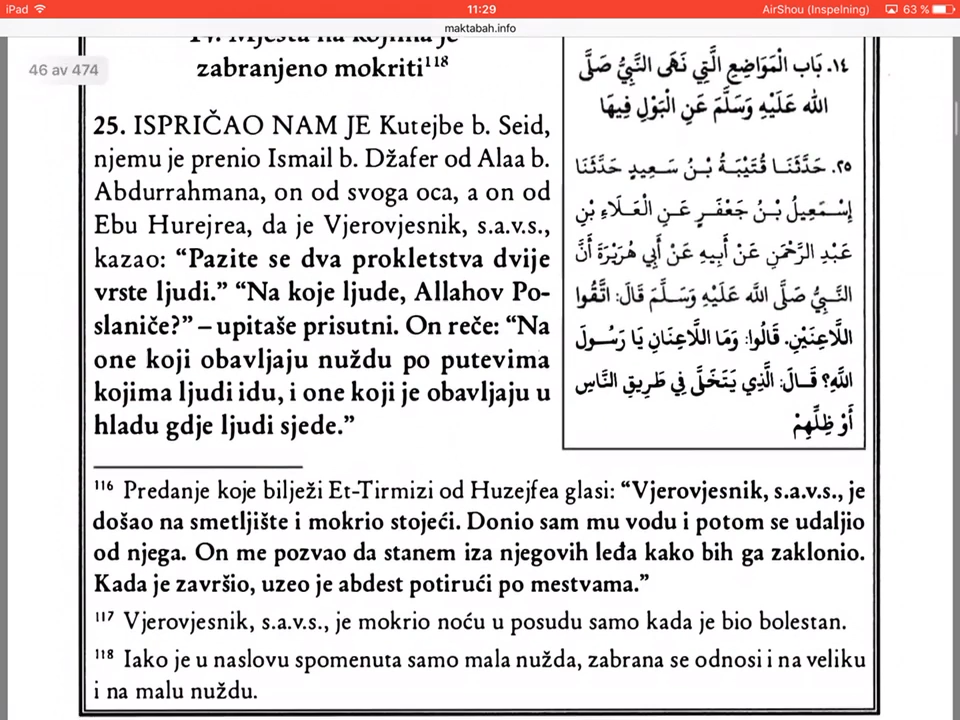 iPad 11:29 AirShou (Inspelning) 63 %
maktabah.info
46 av 474
14. Mjesta na kojima je
zabranjeno mokriti¹¹⁸
25. ISPRIČAO NAM JE Kutejbe b. Seid,
njemu je prenio Ismail b. Džafer od Alaa b.
Abdurrahmana, on od svoga oca, a on od
Ebu Hurejrea, da je Vjerovjesnik, s.a.v.s.,
kazao: “Pazite se dva prokletstva dvije
vrste ljudi.” “Na koje ljude, Allahov Po-
slaniče?” – upitaše prisutni. On reče: “Na
one koji obavljaju nuždu po putevima
kojima ljudi idu, i one koji je obavljaju u
hladu gdje ljudi sjede.”
١٤. بَاب الْمَوَاضِعِ الَّتِي نَهَى النَّبِيُّ صَلَّى
الله عَلَيْهِ وَسَلَّمَ عَنِ الْبَوْلِ فِيهَا
٢٥. حَدَّثَنَا قُتَيْبَةُ بْنُ سَعِيدٍ حَدَّثَنَا
إِسْمَعِيلُ بْنُ جَعْفَرٍ عَنِ الْعَلَاءِ بْنِ
عَبْدِ الرَّحْمَنِ عَنْ أَبِيهِ عَنْ أَبِي هُرَيْرَةَ أَنَّ
النَّبِيَّ صَلَّى الله عَلَيْهِ وَسَلَّمَ قَالَ: اتَّقُوا
اللَّاعِنَيْنِ. قَالُوا: وَمَا اللَّاعِنَانِ يَا رَسُولَ
اللَّهِ؟ قَالَ: الَّذِي يَتَخَلَّى فِي طَرِيقِ النَّاسِ
أَوْ ظِلِّهِمْ
¹¹⁶ Predanje koje bilježi Et-Tirmizi od Huzejfea glasi: “Vjerovjesnik, s.a.v.s., je
došao na smetljište i mokrio stojeći. Donio sam mu vodu i potom se udaljio
od njega. On me pozvao da stanem iza njegovih leđa kako bih ga zaklonio.
Kada je završio, uzeo je abdest potirući po mestvama.”
¹¹⁷ Vjerovjesnik, s.a.v.s., je mokrio noću u posudu samo kada je bio bolestan.
¹¹⁸ Iako je u naslovu spomenuta samo mala nužda, zabrana se odnosi i na veliku
i na malu nuždu.